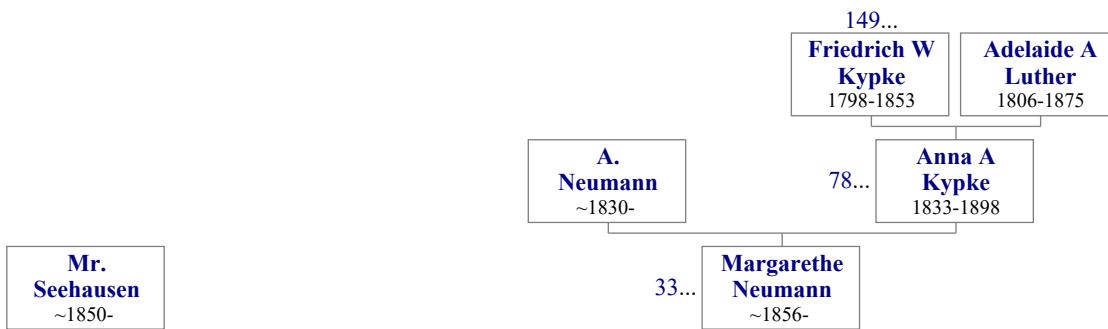 149...
Friedrich W
Kypke
1798-1853
Adelaide A
Luther
1806-1875
A.
Neumann
~1830-
78...
Anna A
Kypke
1833-1898
Mr.
Seehausen
~1850-
33...
Margarethe
Neumann
~1856-